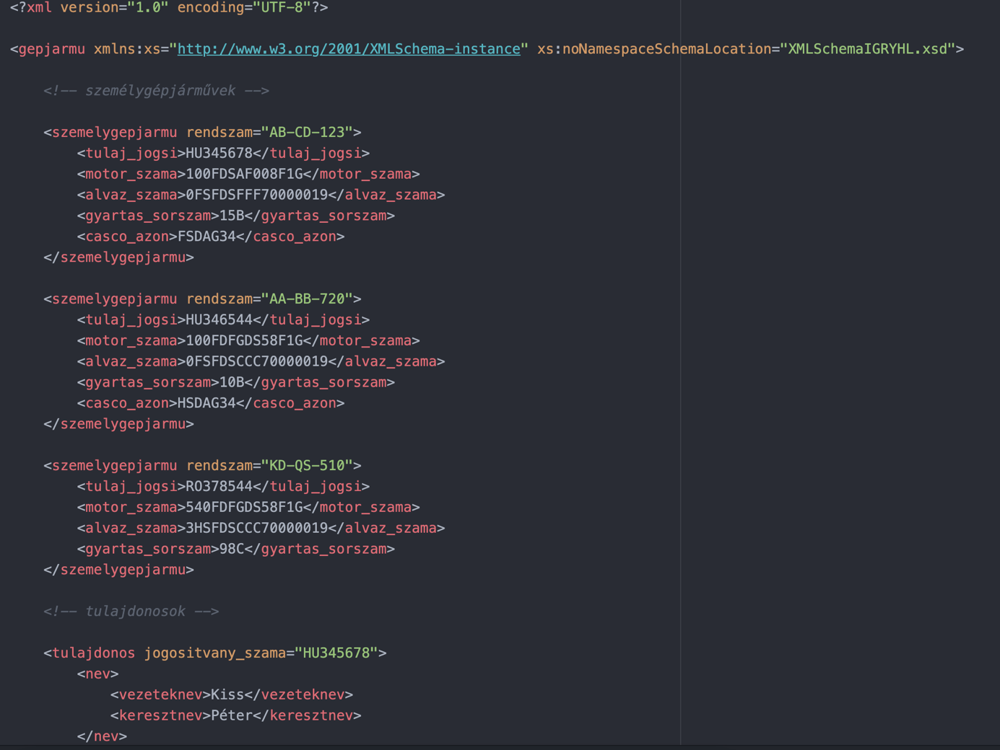 <?xml version="1.0" encoding="UTF-8"?>
<gepjarmu xmlns:xs="http://www.w3.org/2001/XMLSchema-instance" xs:noNamespaceSchemaLocation="XMLSchemaIGRYHL.xsd">
<!-- személygépjárművek -->
<szemelygepjarmu rendszam="AB-CD-123">
<tulaj_jogsi>HU345678</tulaj_jogsi>
<motor_szama>100FDSAF008F1G</motor_szama>
<alvaz_szama>0FSFDSFFF70000019</alvaz_szama>
<gyartas_sorszam>15B</gyartas_sorszam>
<casco_azon>FSDAG34</casco_azon>
</szemelygepjarmu>
<szemelygepjarmu rendszam="AA-BB-720">
<tulaj_jogsi>HU346544</tulaj_jogsi>
<motor_szama>100FDFGDS58F1G</motor_szama>
<alvaz_szama>0FSFDSCCC70000019</alvaz_szama>
<gyartas_sorszam>10B</gyartas_sorszam>
<casco_azon>HSDAG34</casco_azon>
</szemelygepjarmu>
<szemelygepjarmu rendszam="KD-QS-510">
<tulaj_jogsi>RO378544</tulaj_jogsi>
<motor_szama>540FDFGDS58F1G</motor_szama>
<alvaz_szama>3HSFDSCCC70000019</alvaz_szama>
<gyartas_sorszam>98C</gyartas_sorszam>
</szemelygepjarmu>
<!-- tulajdonosok -->
<tulajdonos jogositvany_szama="HU345678">
<nev>
<vezeteknev>Kiss</vezeteknev>
<keresztnev>Péter</keresztnev>
</nev>